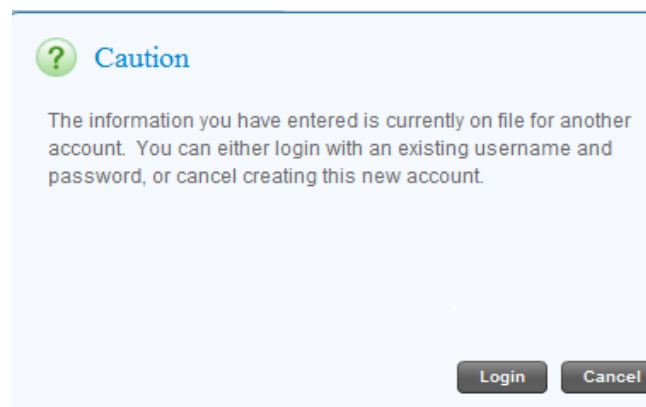 ? Caution
The information you have entered is currently on file for another
account. You can either login with an existing username and
password, or cancel creating this new account.
Login Cancel